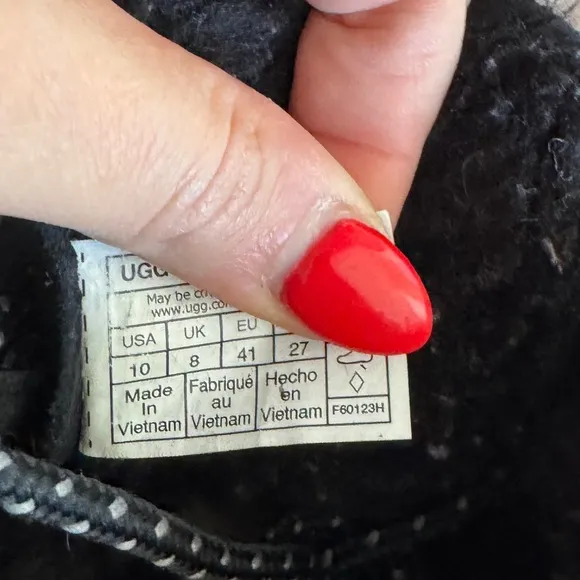 UGG
May be
www.ugg.co
USA UK EU
10 8 41 27
Made In Vietnam
Fabriqué au Vietnam
Hecho en Vietnam
F60123H